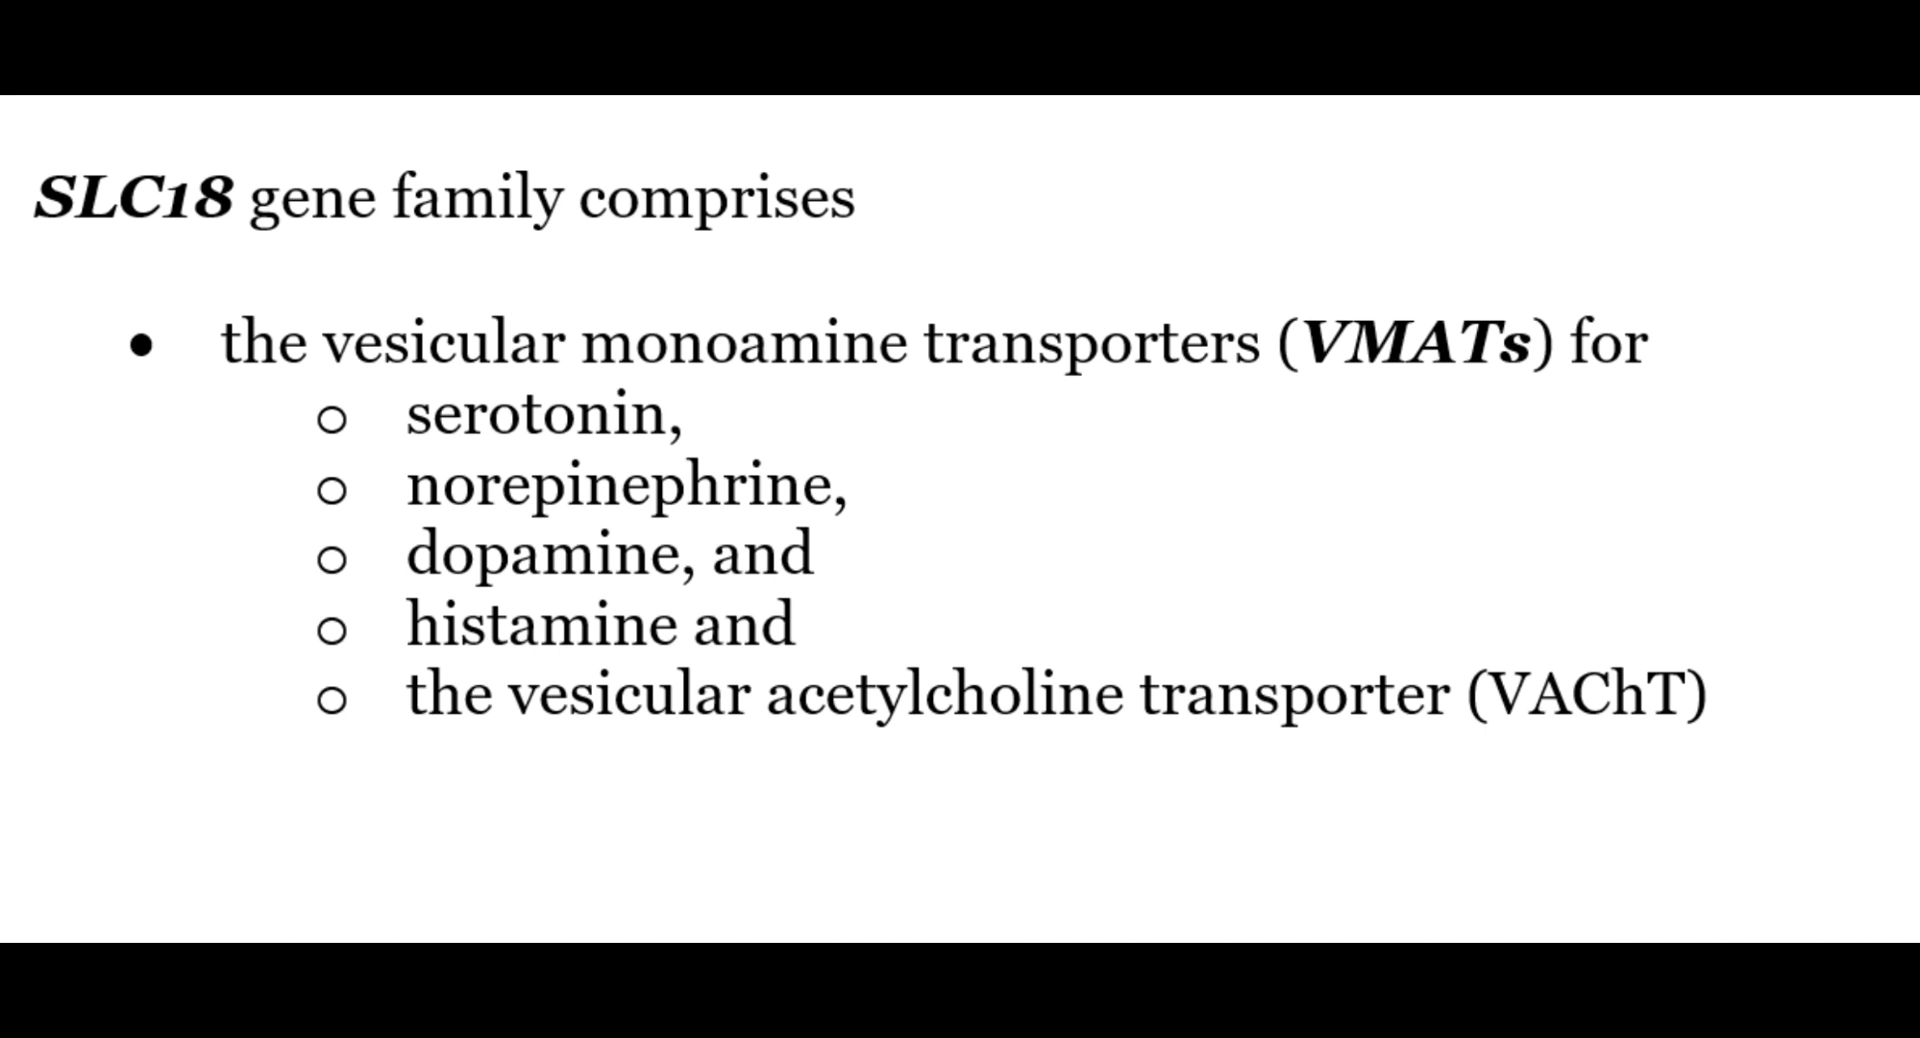 SLC18 gene family comprises
• the vesicular monoamine transporters (VMATs) for
o serotonin,
o norepinephrine,
o dopamine, and
o histamine and
o the vesicular acetylcholine transporter (VAChT)